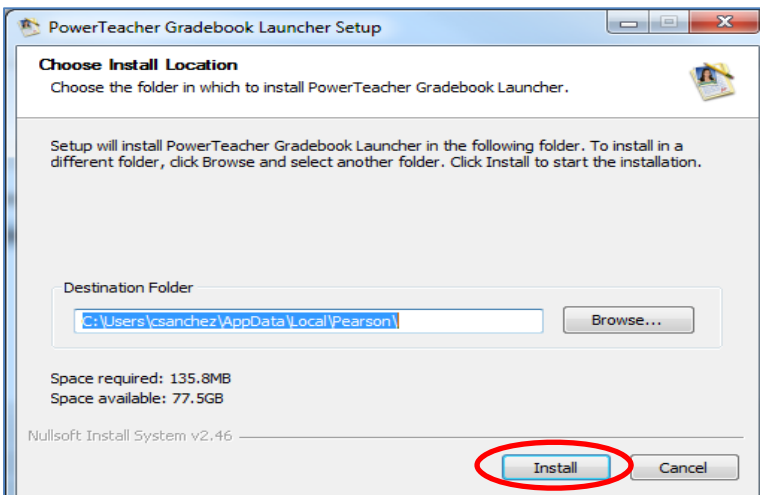 PowerTeacher Gradebook Launcher Setup
Choose Install Location
Choose the folder in which to install PowerTeacher Gradebook Launcher.
Setup will install PowerTeacher Gradebook Launcher in the following folder. To install in a
different folder, click Browse and select another folder. Click Install to start the installation.
Destination Folder
C:\Users\csanchez\AppData\Local\Pearson\
Browse...
Space required: 135.8MB
Space available: 77.5GB
Nullsoft Install System v2.46
Install
Cancel